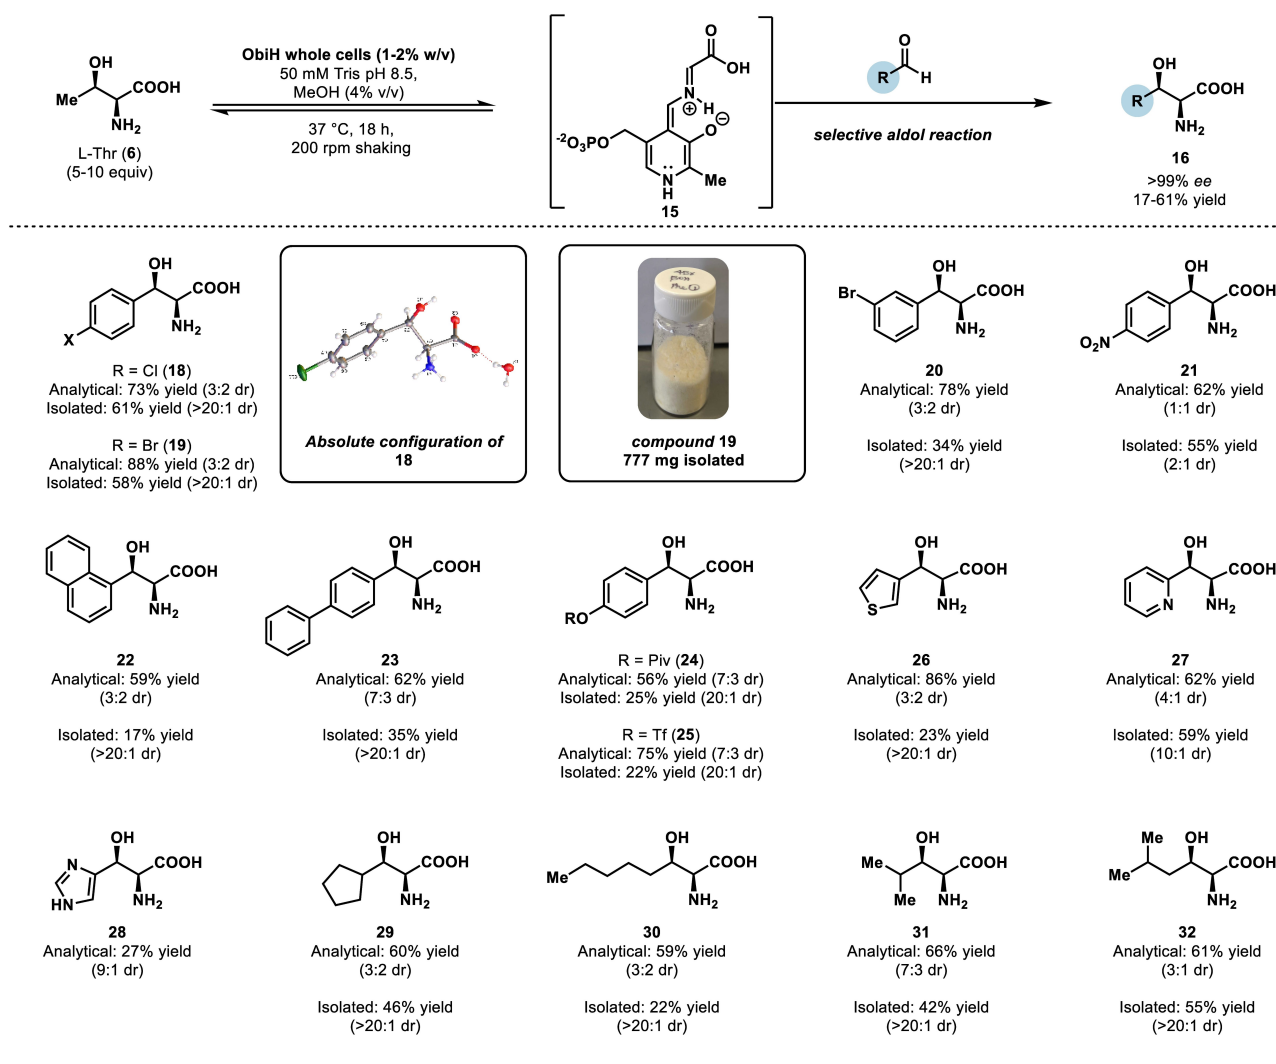 OH
Me
COOH
NH₂
L-Thr (6)
(5-10 equiv)
ObiH whole cells (1-2% w/v)
50 mM Tris pH 8.5,
MeOH (4% v/v)
37 °C, 18 h,
200 rpm shaking
O
OH
N
H
⊕
⊖
O
⁻²O₃PO
N
H
Me
15
O
R
H
selective aldol reaction
OH
R
COOH
NH₂
16
>99% ee
17-61% yield
OH
COOH
NH₂
X
R = Cl (18)
Analytical: 73% yield (3:2 dr)
Isolated: 61% yield (>20:1 dr)
R = Br (19)
Analytical: 88% yield (3:2 dr)
Isolated: 58% yield (>20:1 dr)
Absolute configuration of
18
compound 19
777 mg isolated
OH
Br
COOH
NH₂
20
Analytical: 78% yield
(3:2 dr)
Isolated: 34% yield
(>20:1 dr)
OH
COOH
NH₂
O₂N
21
Analytical: 62% yield
(1:1 dr)
Isolated: 55% yield
(2:1 dr)
OH
COOH
NH₂
22
Analytical: 59% yield
(3:2 dr)
Isolated: 17% yield
(>20:1 dr)
OH
COOH
NH₂
23
Analytical: 62% yield
(7:3 dr)
Isolated: 35% yield
(>20:1 dr)
OH
COOH
NH₂
RO
R = Piv (24)
Analytical: 56% yield (7:3 dr)
Isolated: 25% yield (20:1 dr)
R = Tf (25)
Analytical: 75% yield (7:3 dr)
Isolated: 22% yield (20:1 dr)
OH
COOH
NH₂
S
26
Analytical: 86% yield
(3:2 dr)
Isolated: 23% yield
(>20:1 dr)
OH
COOH
N
NH₂
27
Analytical: 62% yield
(4:1 dr)
Isolated: 59% yield
(10:1 dr)
OH
N
COOH
HN
NH₂
28
Analytical: 27% yield
(9:1 dr)
OH
COOH
NH₂
29
Analytical: 60% yield
(3:2 dr)
Isolated: 46% yield
(>20:1 dr)
OH
Me
COOH
NH₂
30
Analytical: 59% yield
(3:2 dr)
Isolated: 22% yield
(>20:1 dr)
OH
Me
COOH
Me
NH₂
31
Analytical: 66% yield
(7:3 dr)
Isolated: 42% yield
(>20:1 dr)
Me
OH
COOH
Me
NH₂
32
Analytical: 61% yield
(3:1 dr)
Isolated: 55% yield
(>20:1 dr)